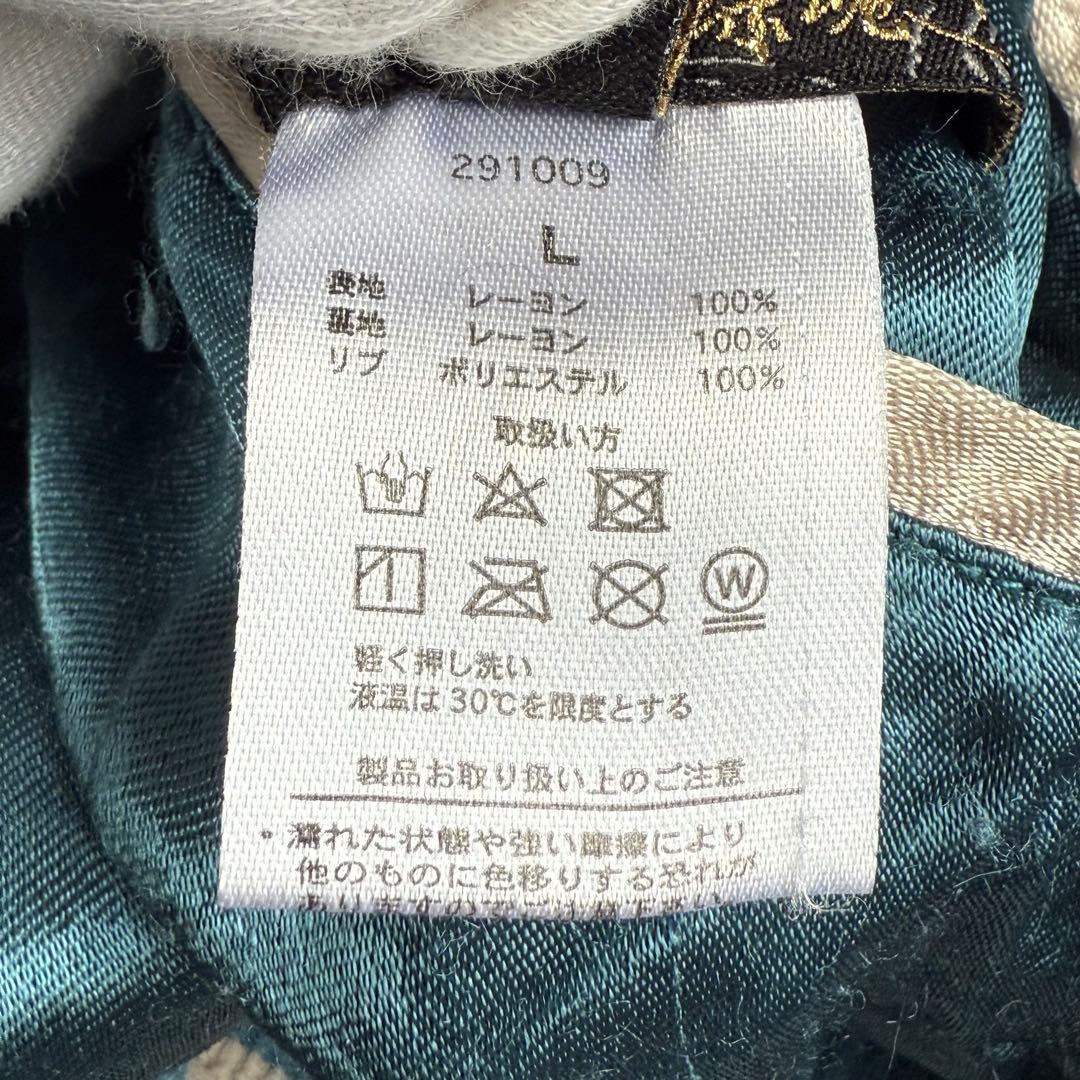 291009
L
表地 レーヨン 100%
裏地 レーヨン 100%
リブ ポリエステル 100%
取扱い方
W
軽く押し洗い
液温は30℃を限度とする
製品お取り扱い上のご注意
・濡れた状態や強い摩擦により
他のものに色移りする恐れが